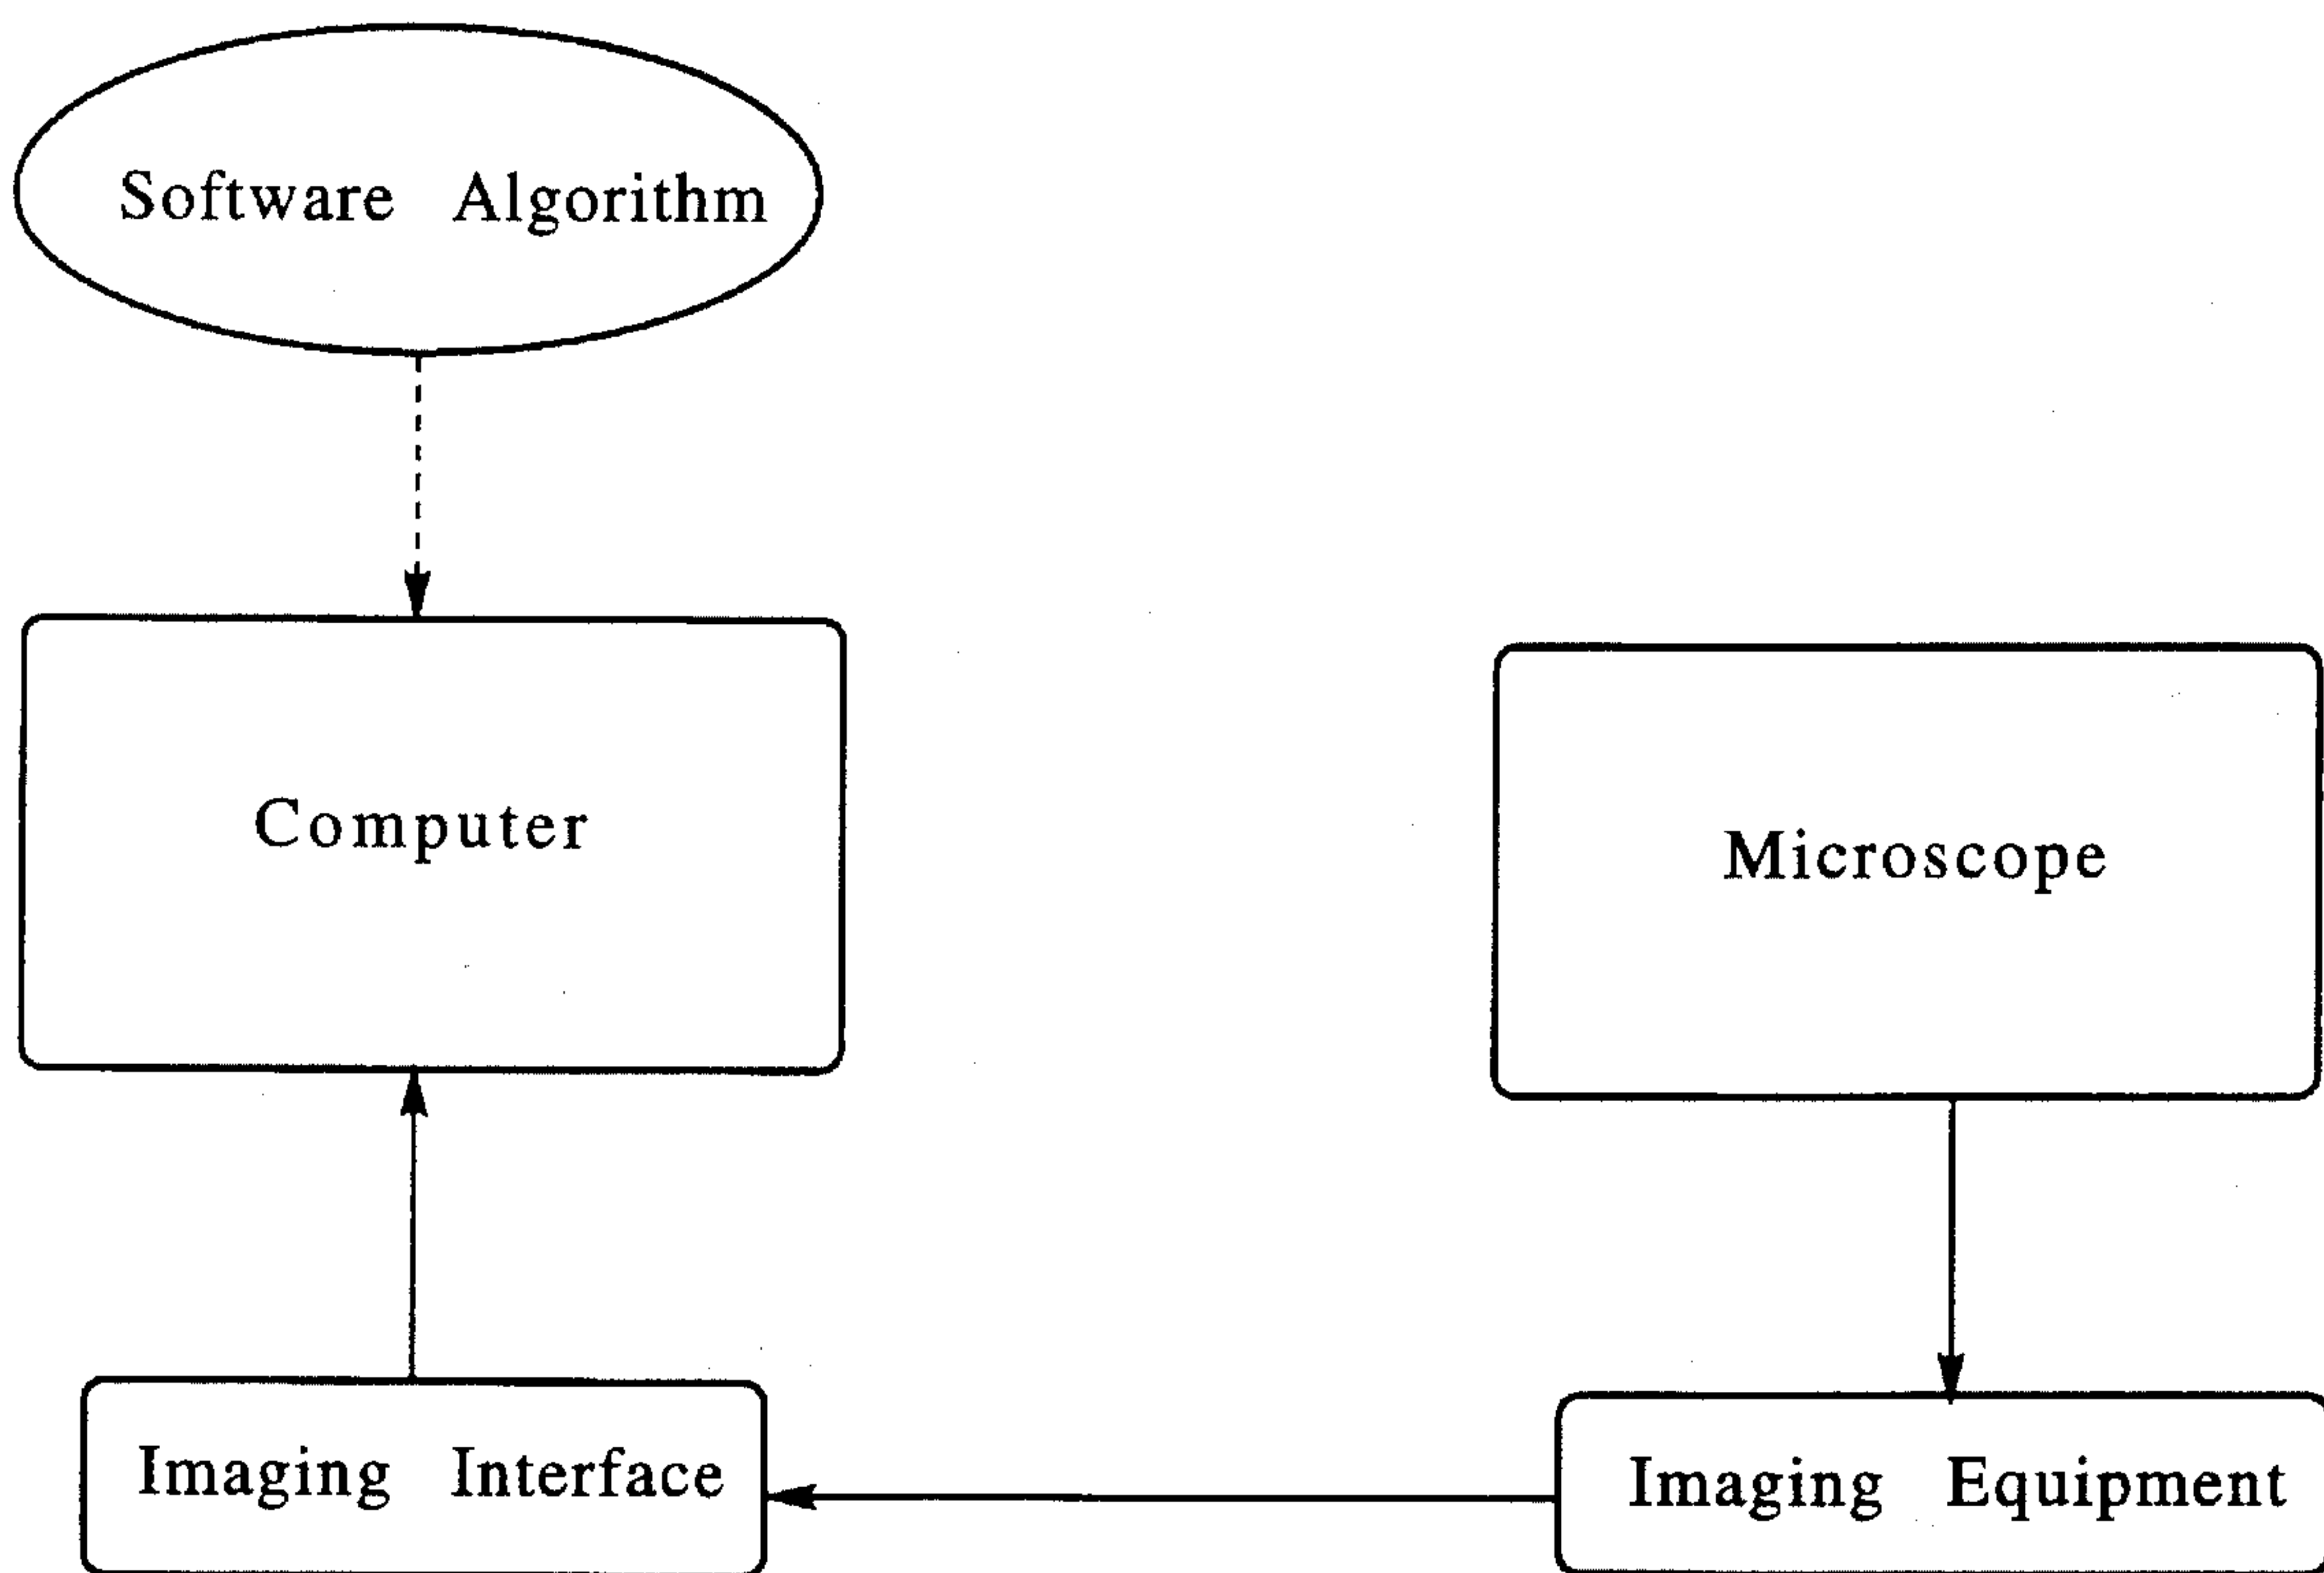 Software Algorithm
Computer
Microscope
Imaging Interface
Imaging Equipment